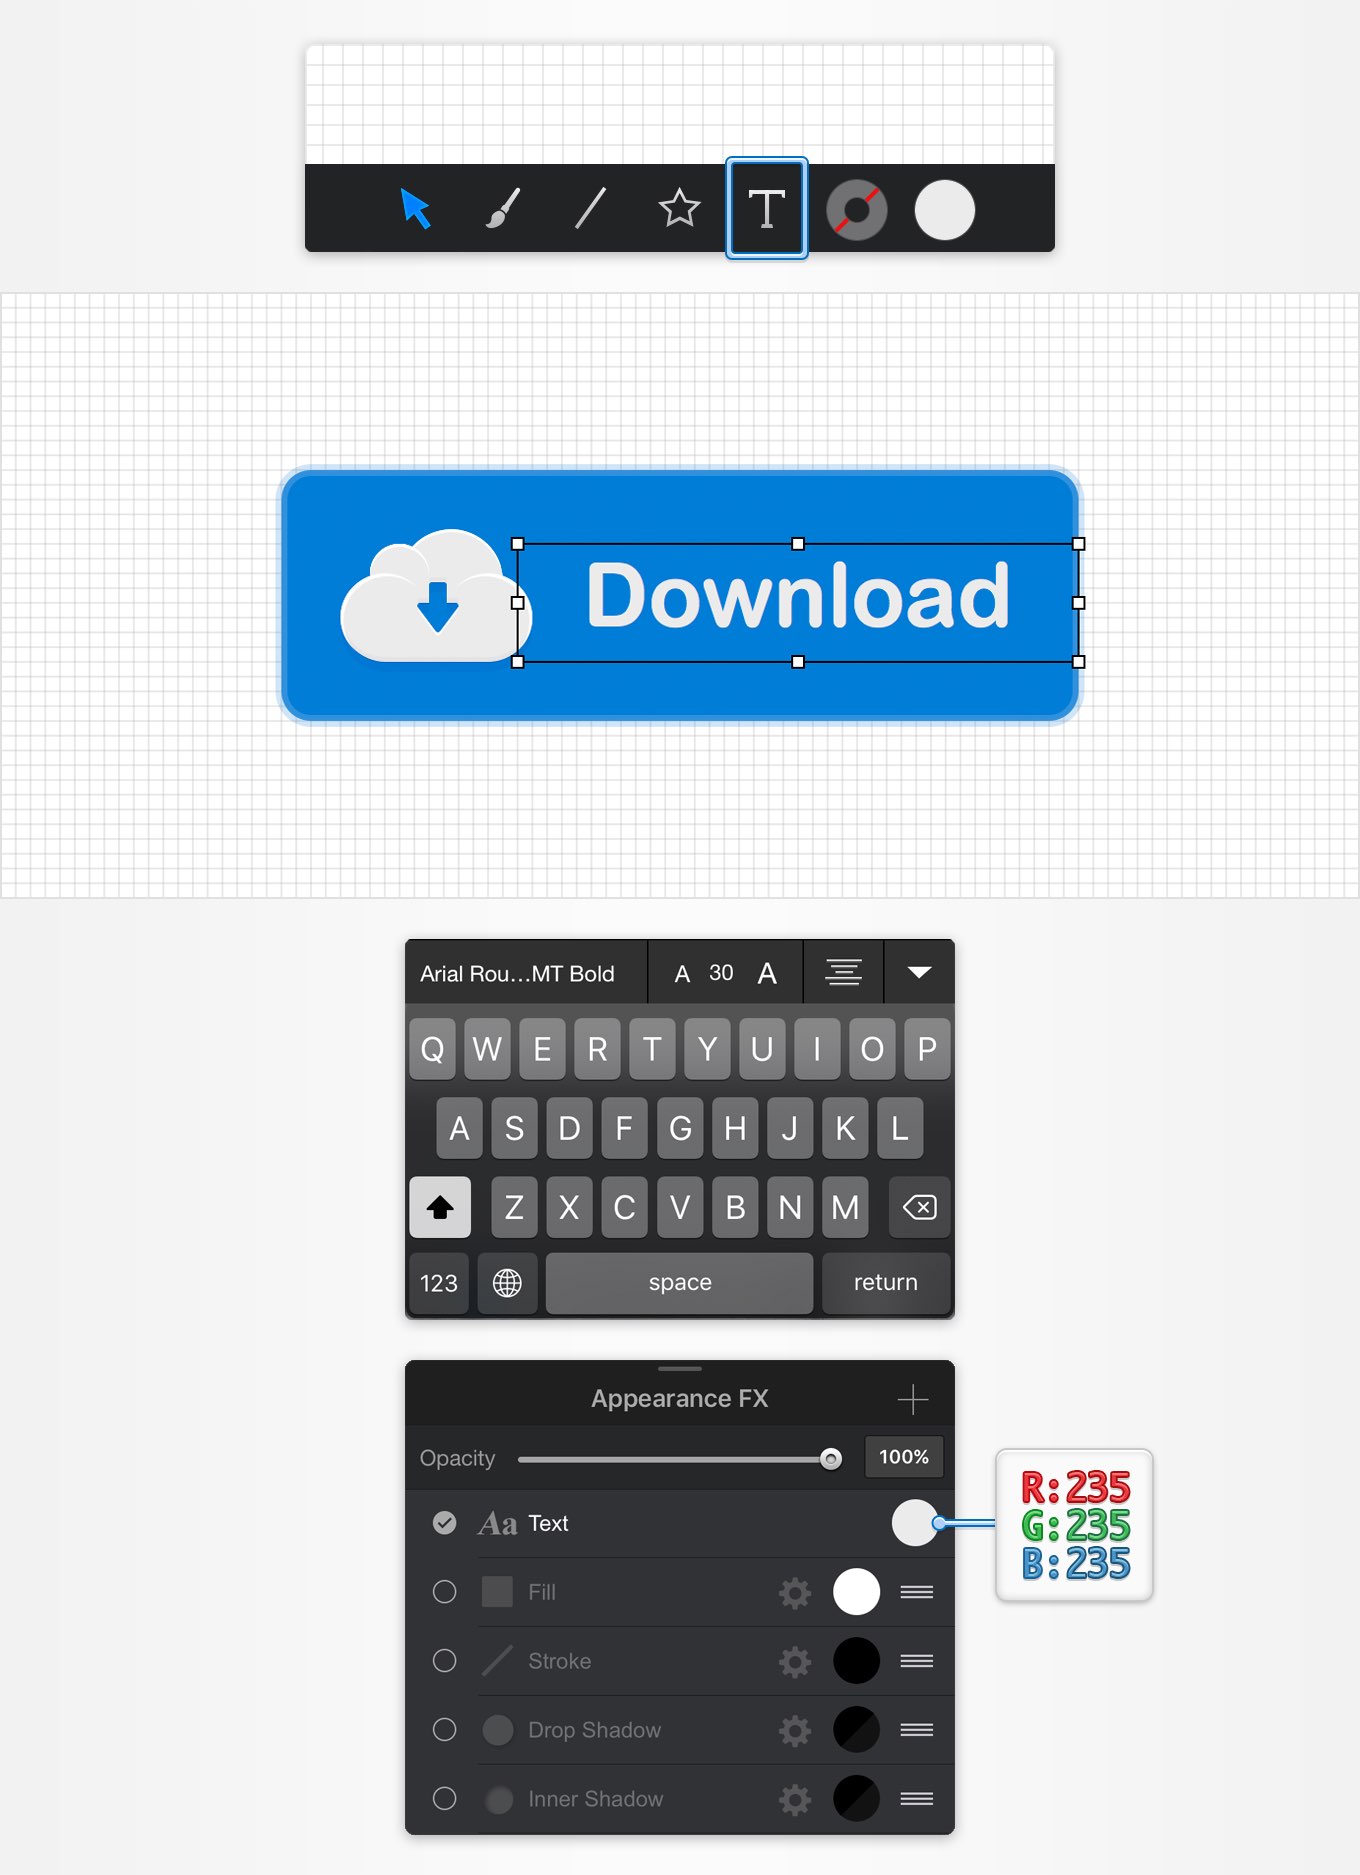 T
Download
Arial Rou...MT Bold A 30 A
Q W E R T Y U I O P
A S D F G H J K L
Z X C V B N M
123 space return
Appearance FX
Opacity 100%
Aa Text
R:235
G:235
B:235
Fill
Stroke
Drop Shadow
Inner Shadow